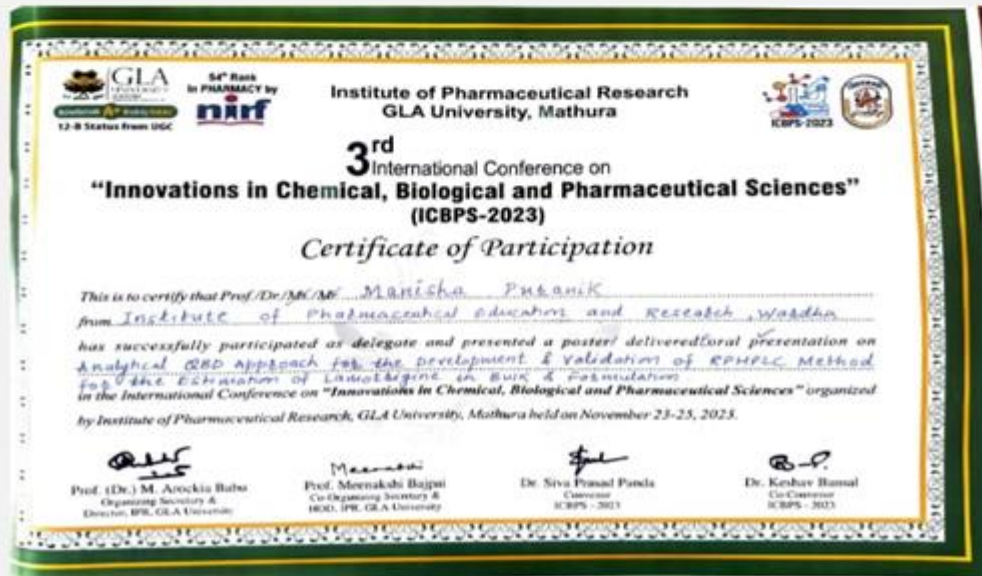 GLA
UNIVERSITY
12-B Status from UGC
54th Rank
in PHARMACY by
nirf
Institute of Pharmaceutical Research
GLA University, Mathura
ICBPS-2023
3rd
International Conference on
"Innovations in Chemical, Biological and Pharmaceutical Sciences"
(ICBPS-2023)
Certificate of Participation
This is to certify that Prof./Dr./Mr./Ms. Manisha Puranik
from Institute of Pharmaceutical Education and Research, Wardha
has successfully participated as delegate and presented a poster/ delivered oral presentation on
Analytical QBD Approach for the Development & Validation of RPHPLC Method
for the Estimation of Lamotrigine in Bulk & Formulation
in the International Conference on "Innovations in Chemical, Biological and Pharmaceutical Sciences" organized
by Institute of Pharmaceutical Research, GLA University, Mathura held on November 23-25, 2023.
Meenakshi
Prof. (Dr.) M. Arockia Babu
Organizing Secretary &
Director, IPR, GLA University
Prof. Meenakshi Bajpai
Co-Organizing Secretary &
HOD, IPR, GLA University
Dr. Siva Prasad Panda
Convenor
ICBPS - 2023
Dr. Keshav Bansal
Co-Convenor
ICBPS - 2023